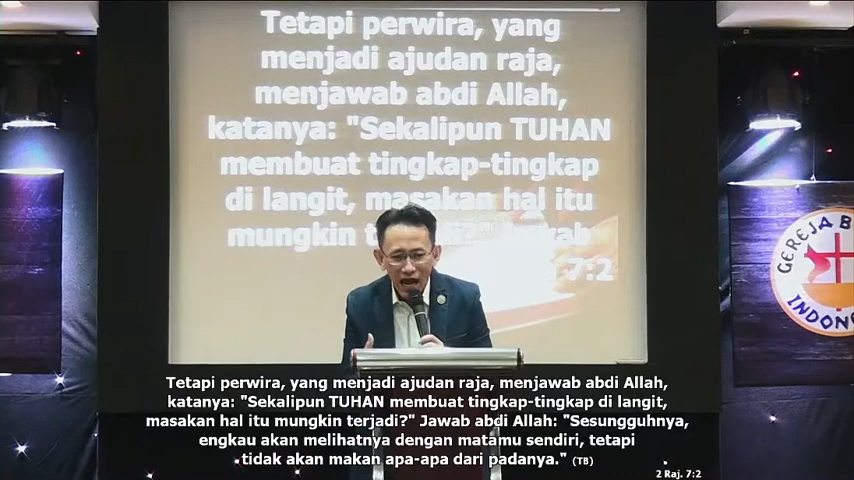 Tetapi perwira, yang
menjadi ajudan raja,
menjawab abdi Allah,
katanya: "Sekalipun TUHAN
membuat tingkap-tingkap
di langit, masakan hal itu
mungkin
7:2
GEREJA
INDON
Tetapi perwira, yang menjadi ajudan raja, menjawab abdi Allah,
katanya: "Sekalipun TUHAN membuat tingkap-tingkap di langit,
masakan hal itu mungkin terjadi?" Jawab abdi Allah: "Sesungguhnya,
engkau akan melihatnya dengan matamu sendiri, tetapi
tidak akan makan apa-apa dari padanya." (TB)
2 Raj. 7:2